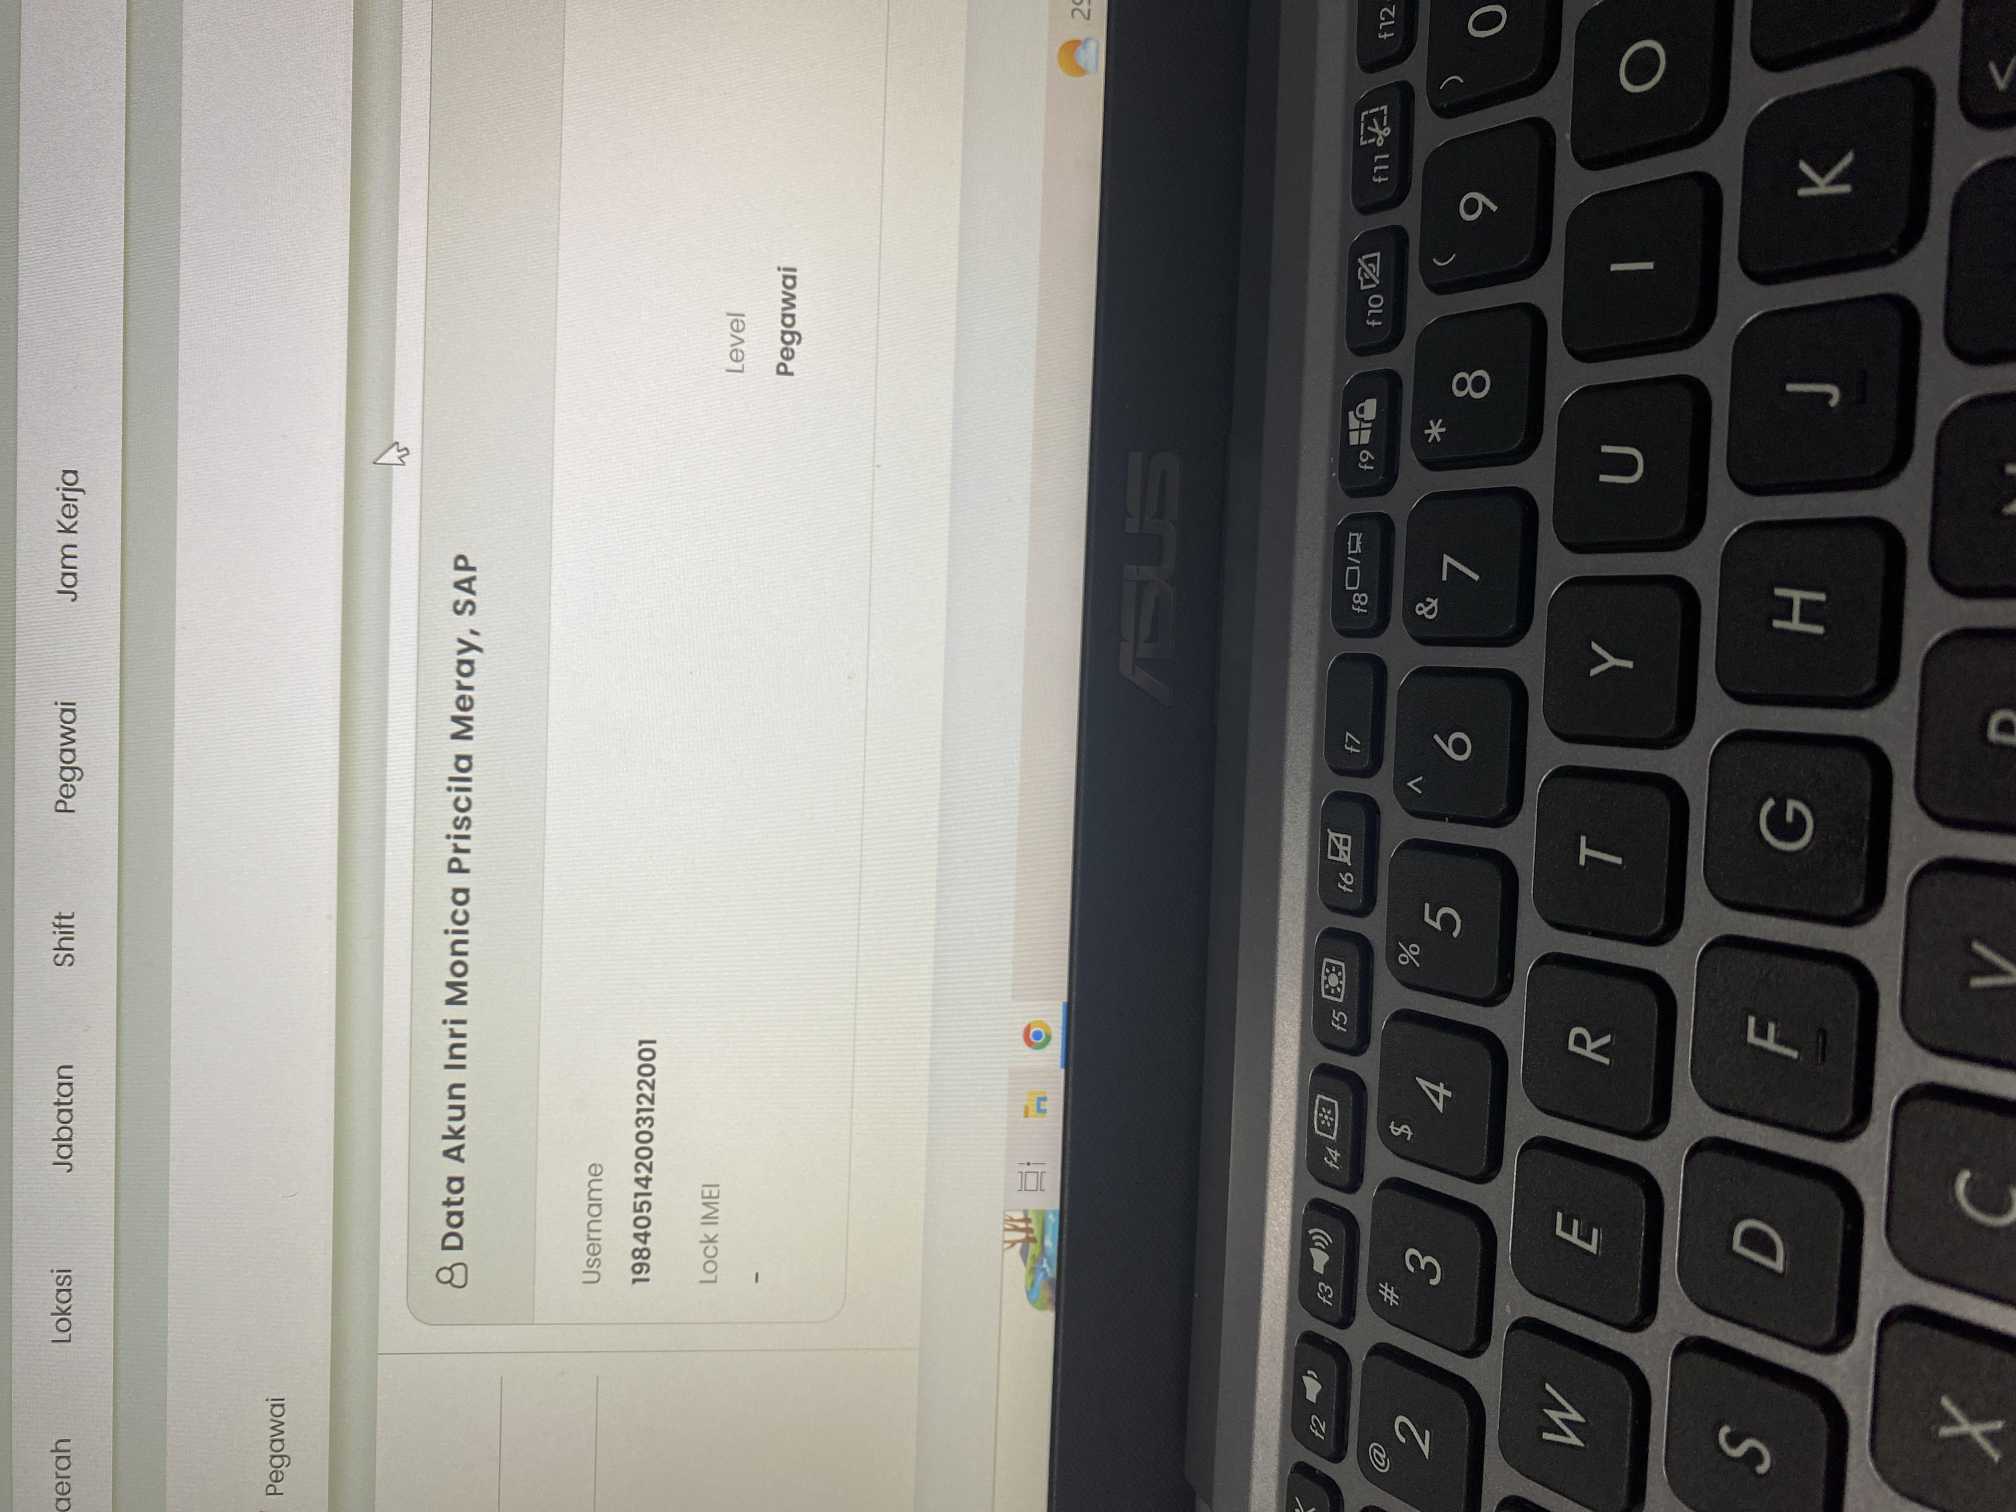 aerah Lokasi Jabatan Shift Pegawai Jam Kerja
Pegawai
Data Akun Inri Monica Priscila Meray, SAP
Username
198405142003122001
Lock IMEI Level
- Pegawai
ASUS
f2 f3 f4 f5 f6 f7 f8 f9 f10 f11 f12
@ # $ % ^ & * ( )
2 3 4 5 6 7 8 9 0
W E R T Y U I O
S D F G H J K
X C V <